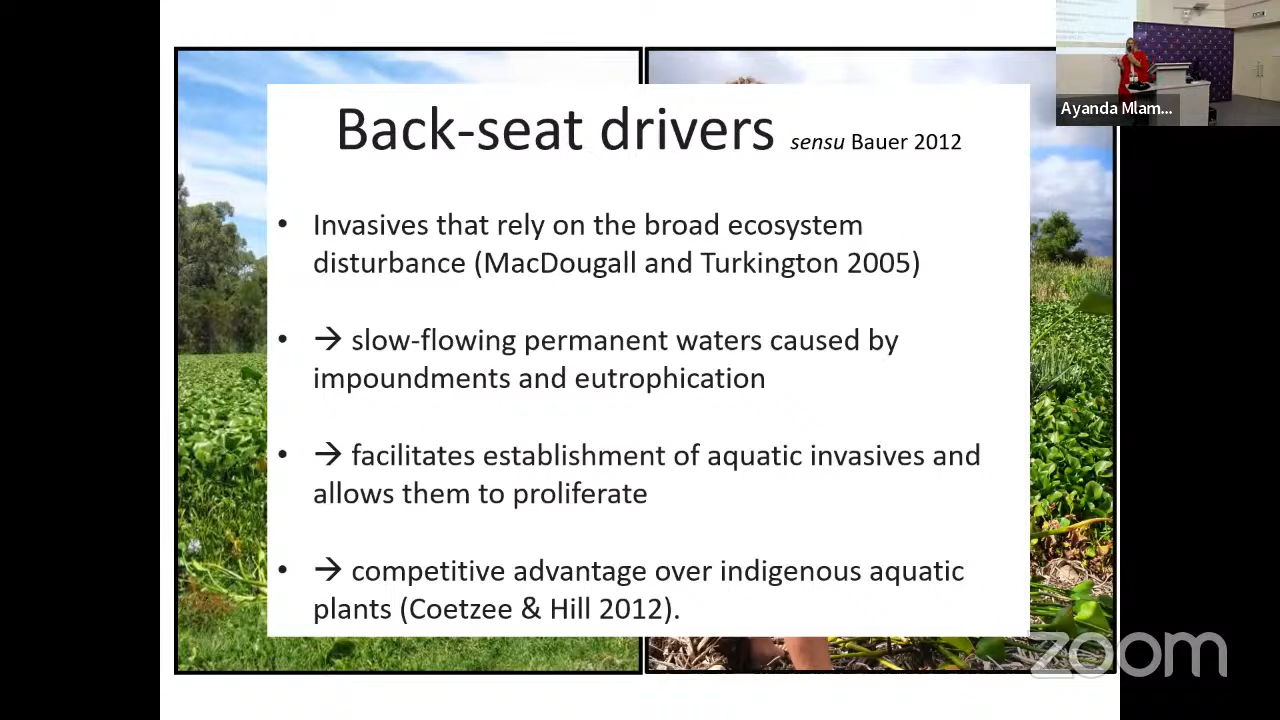 Back-seat drivers sensu Bauer 2012
• Invasives that rely on the broad ecosystem
disturbance (MacDougall and Turkington 2005)
• → slow-flowing permanent waters caused by
impoundments and eutrophication
• → facilitates establishment of aquatic invasives and
allows them to proliferate
• → competitive advantage over indigenous aquatic
plants (Coetzee & Hill 2012).
Ayanda Mlam...
zoom